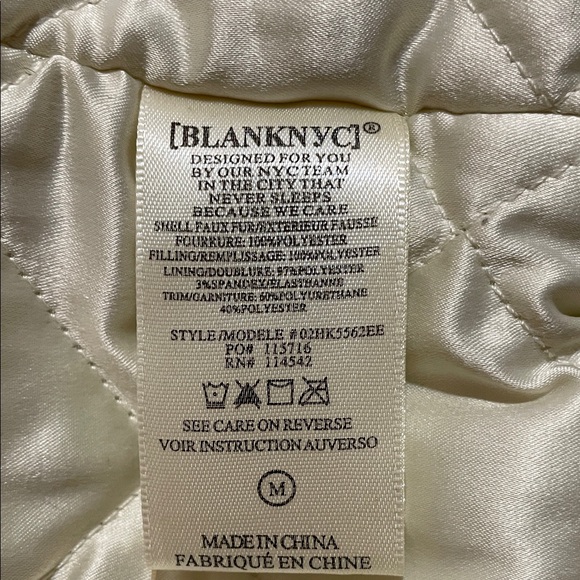 [BLANKNYC]®
DESIGNED FOR YOU
BY OUR NYC TEAM
IN THE CITY THAT
NEVER SLEEPS
BECAUSE WE CARE
SHELL FAUX FUR/EXTERIEUR FAUSSE
FOURRURE: 100%POLYESTER
FILLING/REMPLISSAGE: 100%POLYESTER
LINING/DOUBLURE: 97%POLYESTER
3%SPANDEX/ELASTHANNE
TRIM/GARNITURE: 60%POLYURETHANE
40%POLYESTER
STYLE/MODELE #02HK5562EE
PO# 115716
RN# 114542
SEE CARE ON REVERSE
VOIR INSTRUCTION AUVERSO
M
MADE IN CHINA
FABRIQUÉ EN CHINE